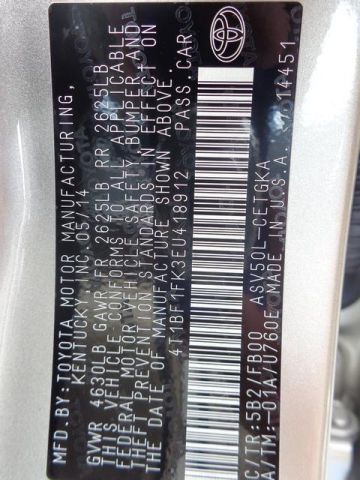 MFD.BY:TOYOTA MOTOR MANUFACTURING,
KENTUCKY, INC. 05/14
GVWR 4630LB GAWR FR 2625LB RR 2625LB
THIS VEHICLE CONFORMS TO ALL APPLICABLE
FEDERAL MOTOR VEHICLE SAFETY, BUMPER, AND
THEFT PREVENTION STANDARDS IN EFFECT ON
THE DATE OF MANUFACTURE SHOWN ABOVE.
4T1BF1FK3EU418912 PASS.CAR
C/TR:5B2/FB00 ASV50L-CETGKA
A/TM:-01A/U760E MADE IN U.S.A. 14451